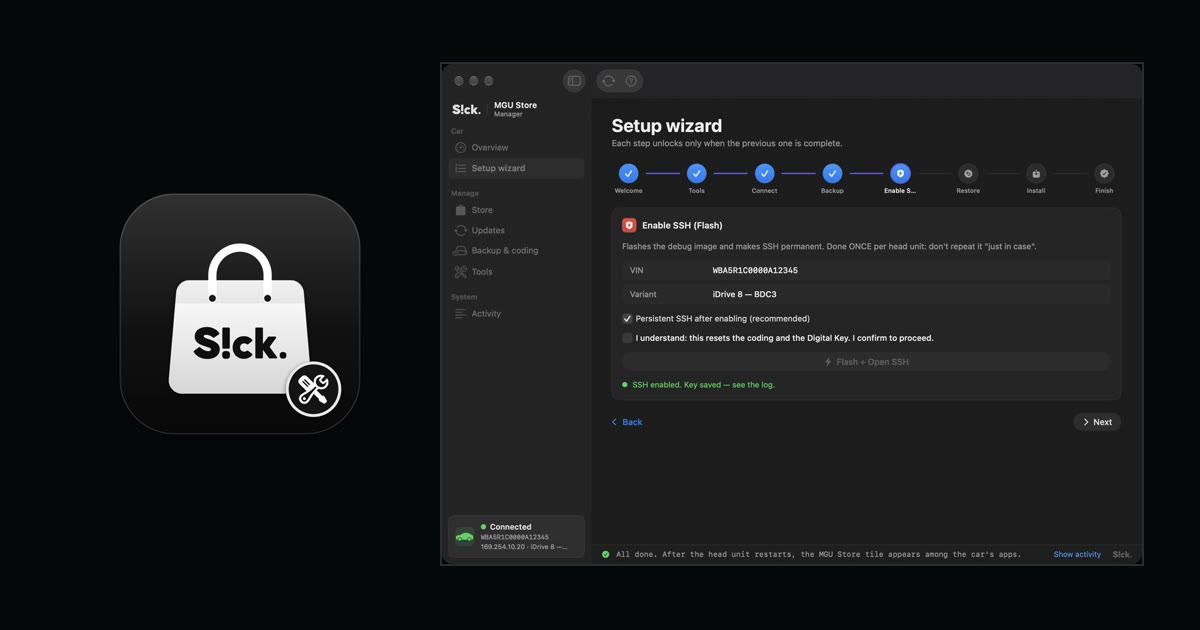 S!ck.
S!ck.
MGU Store
Manager
Car
Overview
Setup wizard
Manage
Store
Updates
Backup & coding
Tools
System
Activity
Connected
WBA5R1C0000A12345
169.254.10.20 · iDrive 8 —...
Setup wizard
Each step unlocks only when the previous one is complete.
Welcome
Tools
Connect
Backup
Enable S...
Restore
Install
Finish
Enable SSH (Flash)
Flashes the debug image and makes SSH permanent. Done ONCE per head unit: don't repeat it "just in case".
VIN WBA5R1C0000A12345
Variant iDrive 8 — BDC3
Persistent SSH after enabling (recommended)
I understand: this resets the coding and the Digital Key. I confirm to proceed.
Flash + Open SSH
SSH enabled. Key saved — see the log.
Back
Next
All done. After the head unit restarts, the MGU Store tile appears among the car's apps.
Show activity
S!ck.